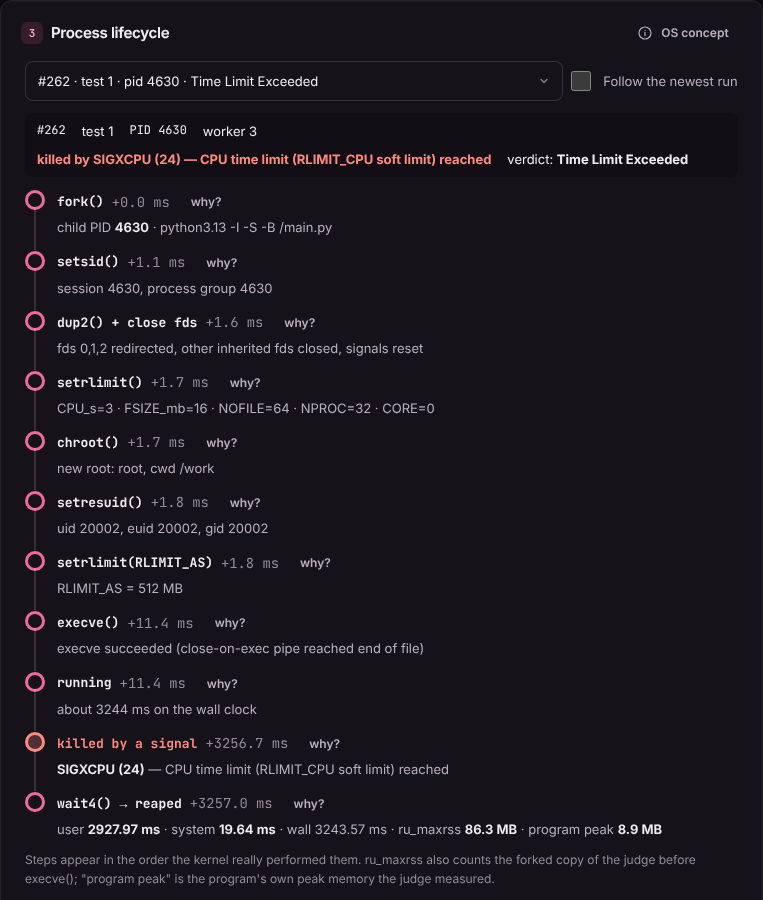 3 Process lifecycle OS concept
#262 · test 1 · pid 4630 · Time Limit Exceeded Follow the newest run
#262 test 1 PID 4630 worker 3
killed by SIGXCPU (24) — CPU time limit (RLIMIT_CPU soft limit) reached verdict: Time Limit Exceeded
fork() +0.0 ms why?
child PID 4630 · python3.13 -I -S -B /main.py
setsid() +1.1 ms why?
session 4630, process group 4630
dup2() + close fds +1.6 ms why?
fds 0,1,2 redirected, other inherited fds closed, signals reset
setrlimit() +1.7 ms why?
CPU_s=3 · FSIZE_mb=16 · NOFILE=64 · NPROC=32 · CORE=0
chroot() +1.7 ms why?
new root: root, cwd /work
setresuid() +1.8 ms why?
uid 20002, euid 20002, gid 20002
setrlimit(RLIMIT_AS) +1.8 ms why?
RLIMIT_AS = 512 MB
execve() +11.4 ms why?
execve succeeded (close-on-exec pipe reached end of file)
running +11.4 ms why?
about 3244 ms on the wall clock
killed by a signal +3256.7 ms why?
SIGXCPU (24) — CPU time limit (RLIMIT_CPU soft limit) reached
wait4() → reaped +3257.0 ms why?
user 2927.97 ms · system 19.64 ms · wall 3243.57 ms · ru_maxrss 86.3 MB · program peak 8.9 MB
Steps appear in the order the kernel really performed them. ru_maxrss also counts the forked copy of the judge before
execve(); "program peak" is the program's own peak memory the judge measured.